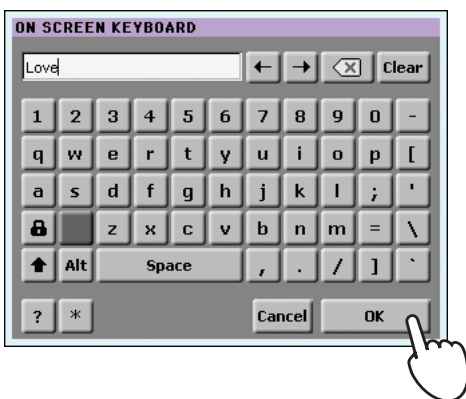 ON SCREEN KEYBOARD
Love
← → Clear
1 2 3 4 5 6 7 8 9 0 -
q w e r t y u i o p [
a s d f g h j k l ; '
z x c v b n m = \
Alt Space , . / ] `
? * Cancel OK